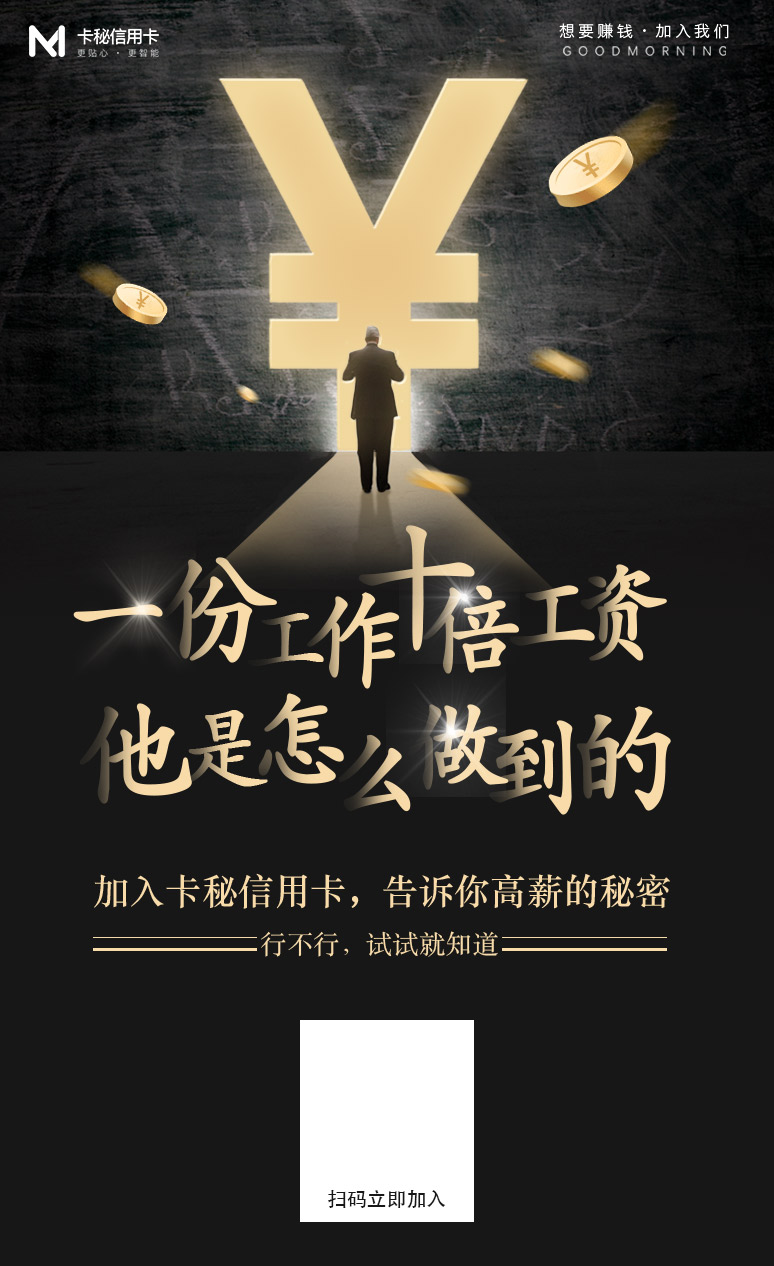 卡秘信用卡
更贴心 · 更智能
想要赚钱 · 加入我们
GOODMORNING
一份工作十倍工资
他是怎么做到的
加入卡秘信用卡，告诉你高薪的秘密
行不行，试试就知道
扫码立即加入